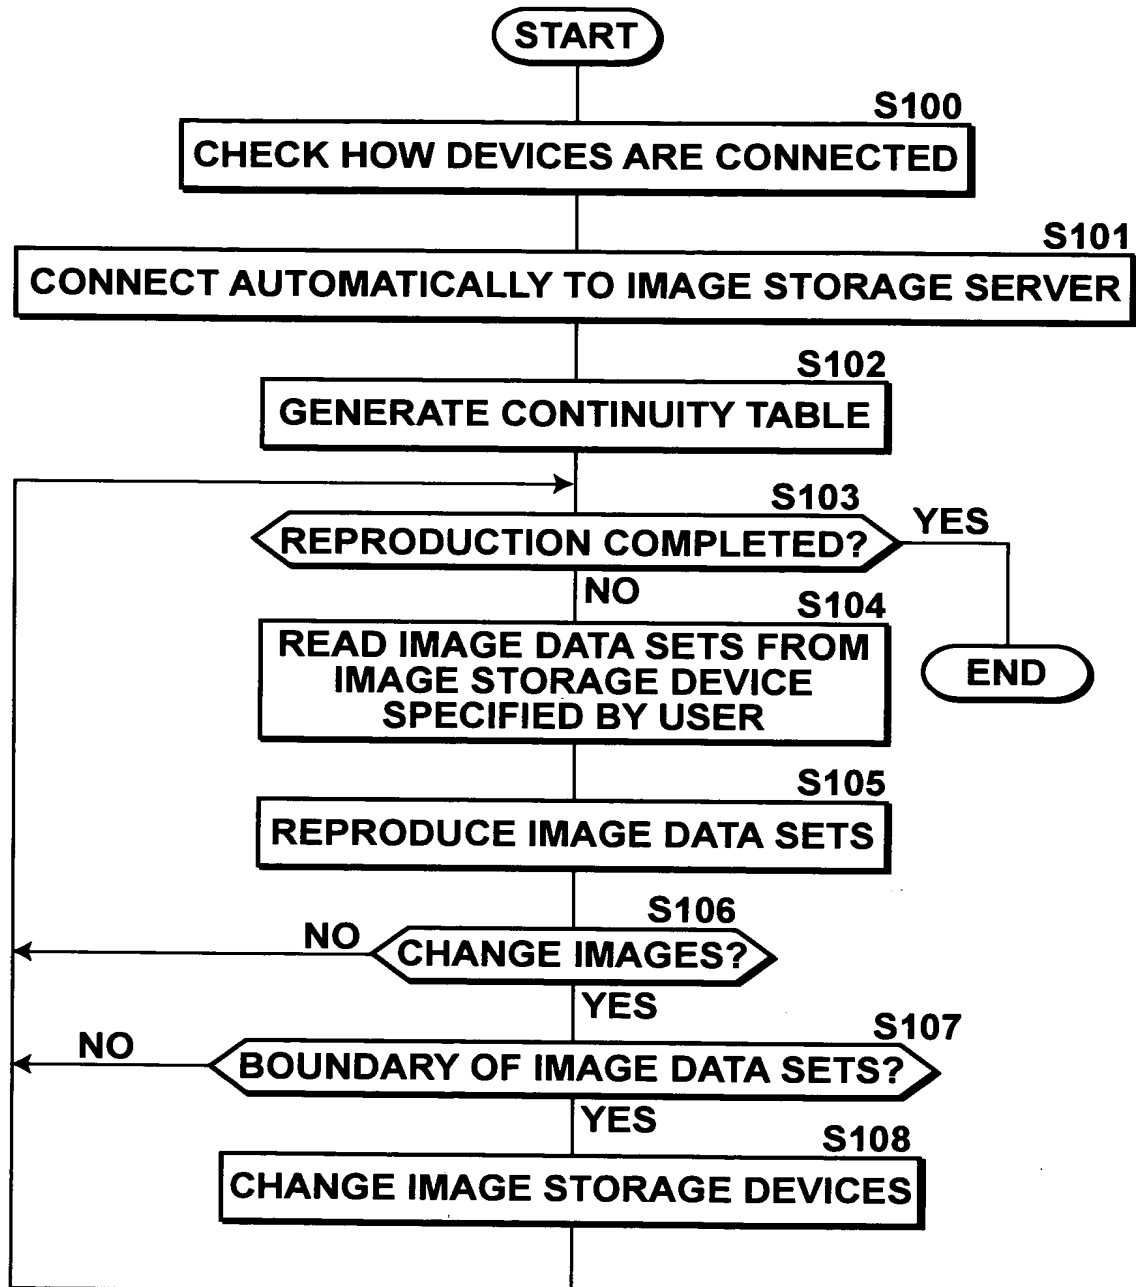 START
S100
CHECK HOW DEVICES ARE CONNECTED
S101
CONNECT AUTOMATICALLY TO IMAGE STORAGE SERVER
S102
GENERATE CONTINUITY TABLE
S103
REPRODUCTION COMPLETED?
YES
NO
S104
READ IMAGE DATA SETS FROM
IMAGE STORAGE DEVICE
SPECIFIED BY USER
END
S105
REPRODUCE IMAGE DATA SETS
S106
NO
CHANGE IMAGES?
YES
S107
NO
BOUNDARY OF IMAGE DATA SETS?
YES
S108
CHANGE IMAGE STORAGE DEVICES